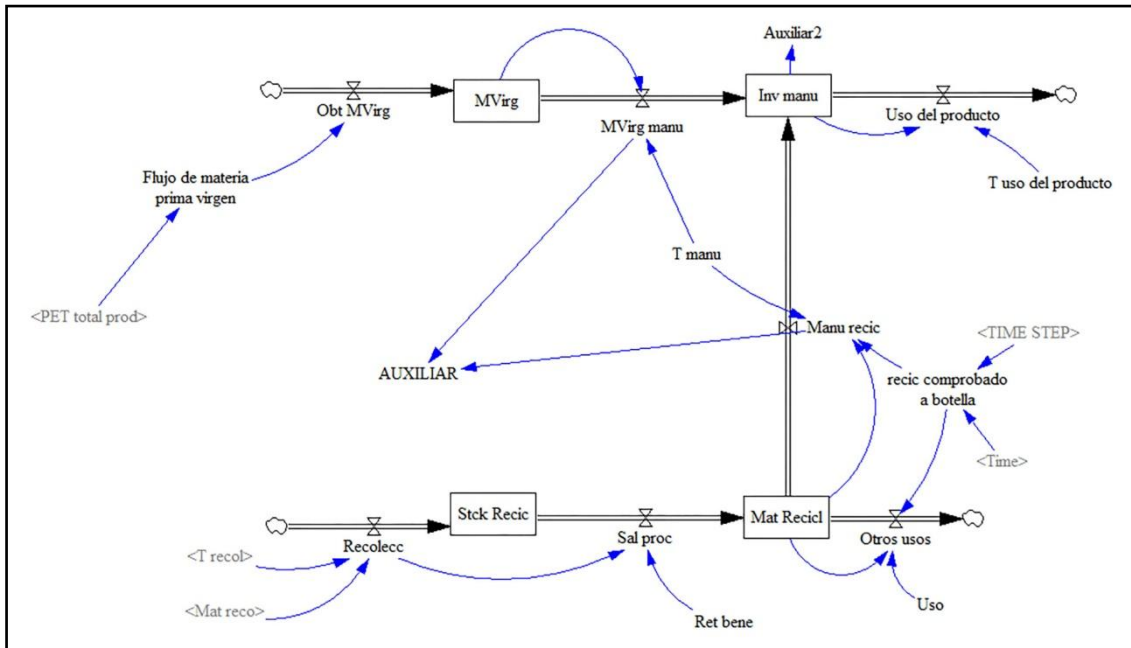 Auxiliar2
MVirg
Inv manu
Obt MVirg
MVirg manu
Uso del producto
Flujo de materia
prima virgen
T uso del producto
T manu
<PET total prod>
Manu recic
<TIME STEP>
AUXILIAR
recic comprobado
a botella
<Time>
Stck Recic
Mat Recicl
Recolecc
Sal proc
Otros usos
<T recol>
<Mat reco>
Ret bene
Uso